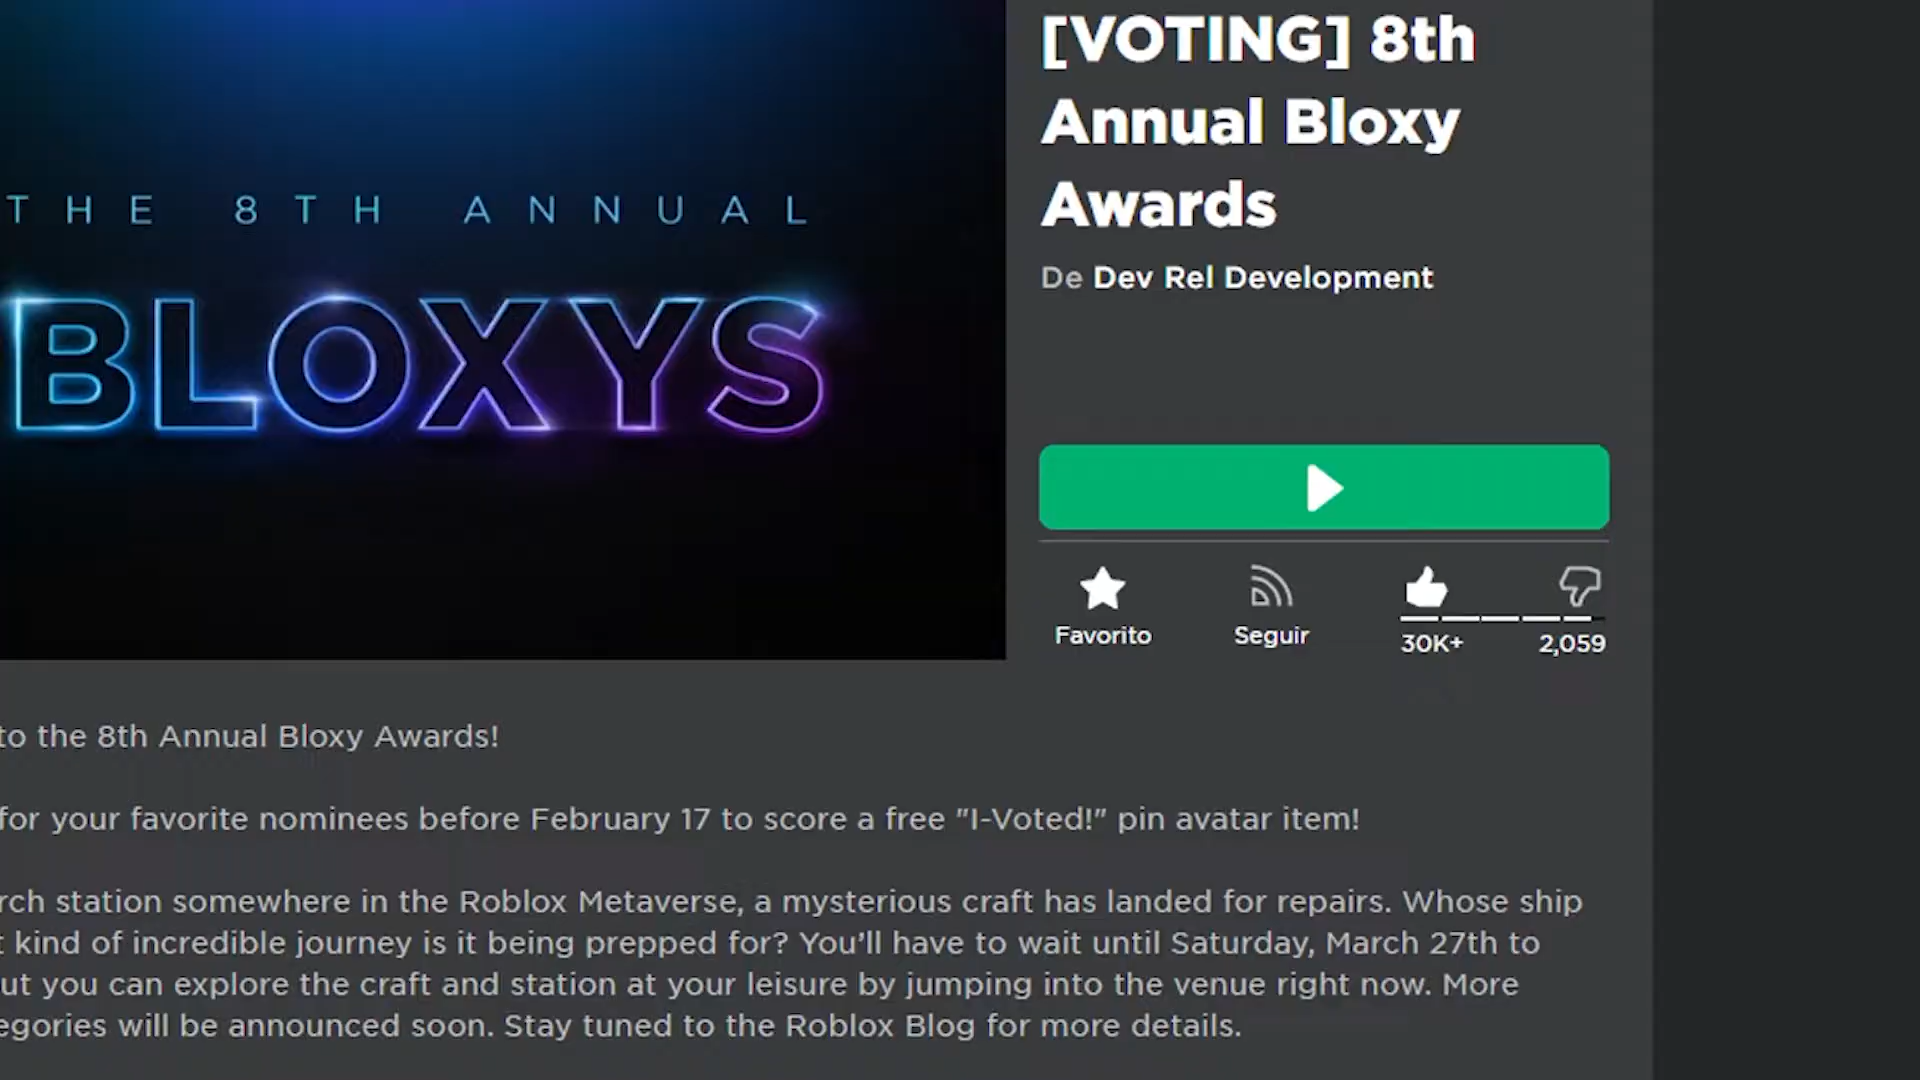 THE 8TH ANNUAL
BLOXYS
[VOTING] 8th
Annual Bloxy
Awards
De Dev Rel Development
Favorito
Seguir
30K+
2,059
to the 8th Annual Bloxy Awards!
for your favorite nominees before February 17 to score a free "I-Voted!" pin avatar item!
rch station somewhere in the Roblox Metaverse, a mysterious craft has landed for repairs. Whose ship
t kind of incredible journey is it being prepped for? You’ll have to wait until Saturday, March 27th to
ut you can explore the craft and station at your leisure by jumping into the venue right now. More
egories will be announced soon. Stay tuned to the Roblox Blog for more details.